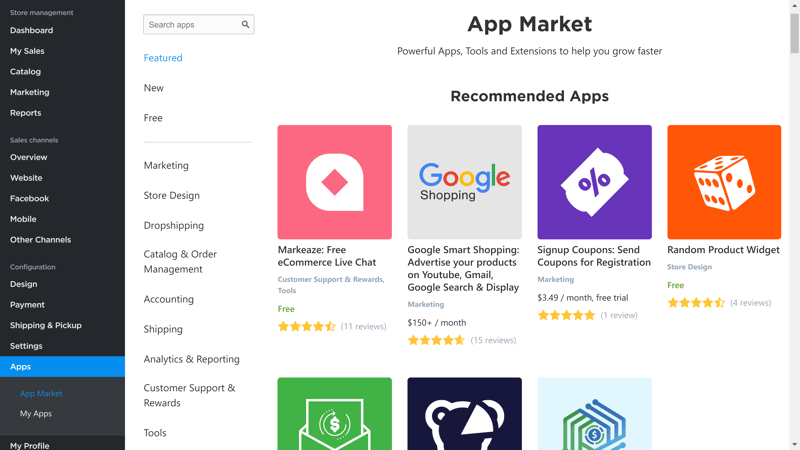 Store management
Dashboard
My Sales
Catalog
Marketing
Reports
Sales channels
Overview
Website
Facebook
Mobile
Other Channels
Configuration
Design
Payment
Shipping & Pickup
Settings
Apps
App Market
My Apps
My Profile
Search apps
Featured
New
Free
Marketing
Store Design
Dropshipping
Catalog & Order
Management
Accounting
Shipping
Analytics & Reporting
Customer Support &
Rewards
Tools
App Market
Powerful Apps, Tools and Extensions to help you grow faster
Recommended Apps
Markeaze: Free
eCommerce Live Chat
Customer Support & Rewards,
Tools
Free
(11 reviews)
Google
Shopping
Google Smart Shopping:
Advertise your products
on Youtube, Gmail,
Google Search & Display
Marketing
$150+ / month
(15 reviews)
%
Signup Coupons: Send
Coupons for Registration
Marketing
$3.49 / month, free trial
(1 review)
Random Product Widget
Store Design
Free
(4 reviews)
$
$